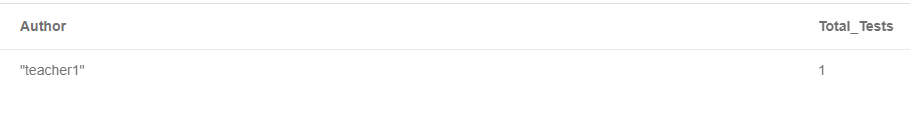 Author Total_Tests
"teacher1" 1